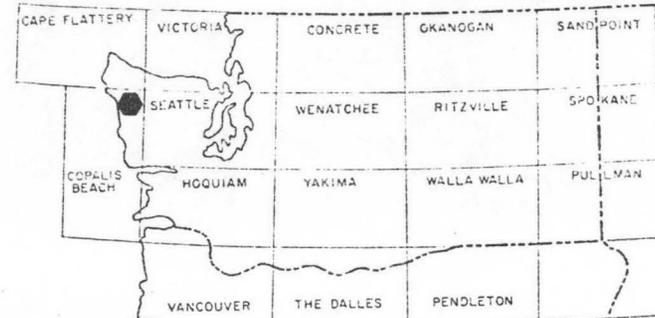 CAPE FLATTERY VICTORIA CONCRETE OKANOGAN SAND POINT
SEATTLE WENATCHEE RITZVILLE SPOKANE
COPALIS BEACH HOQUIAM YAKIMA WALLA WALLA PULLMAN
VANCOUVER THE DALLES PENDLETON